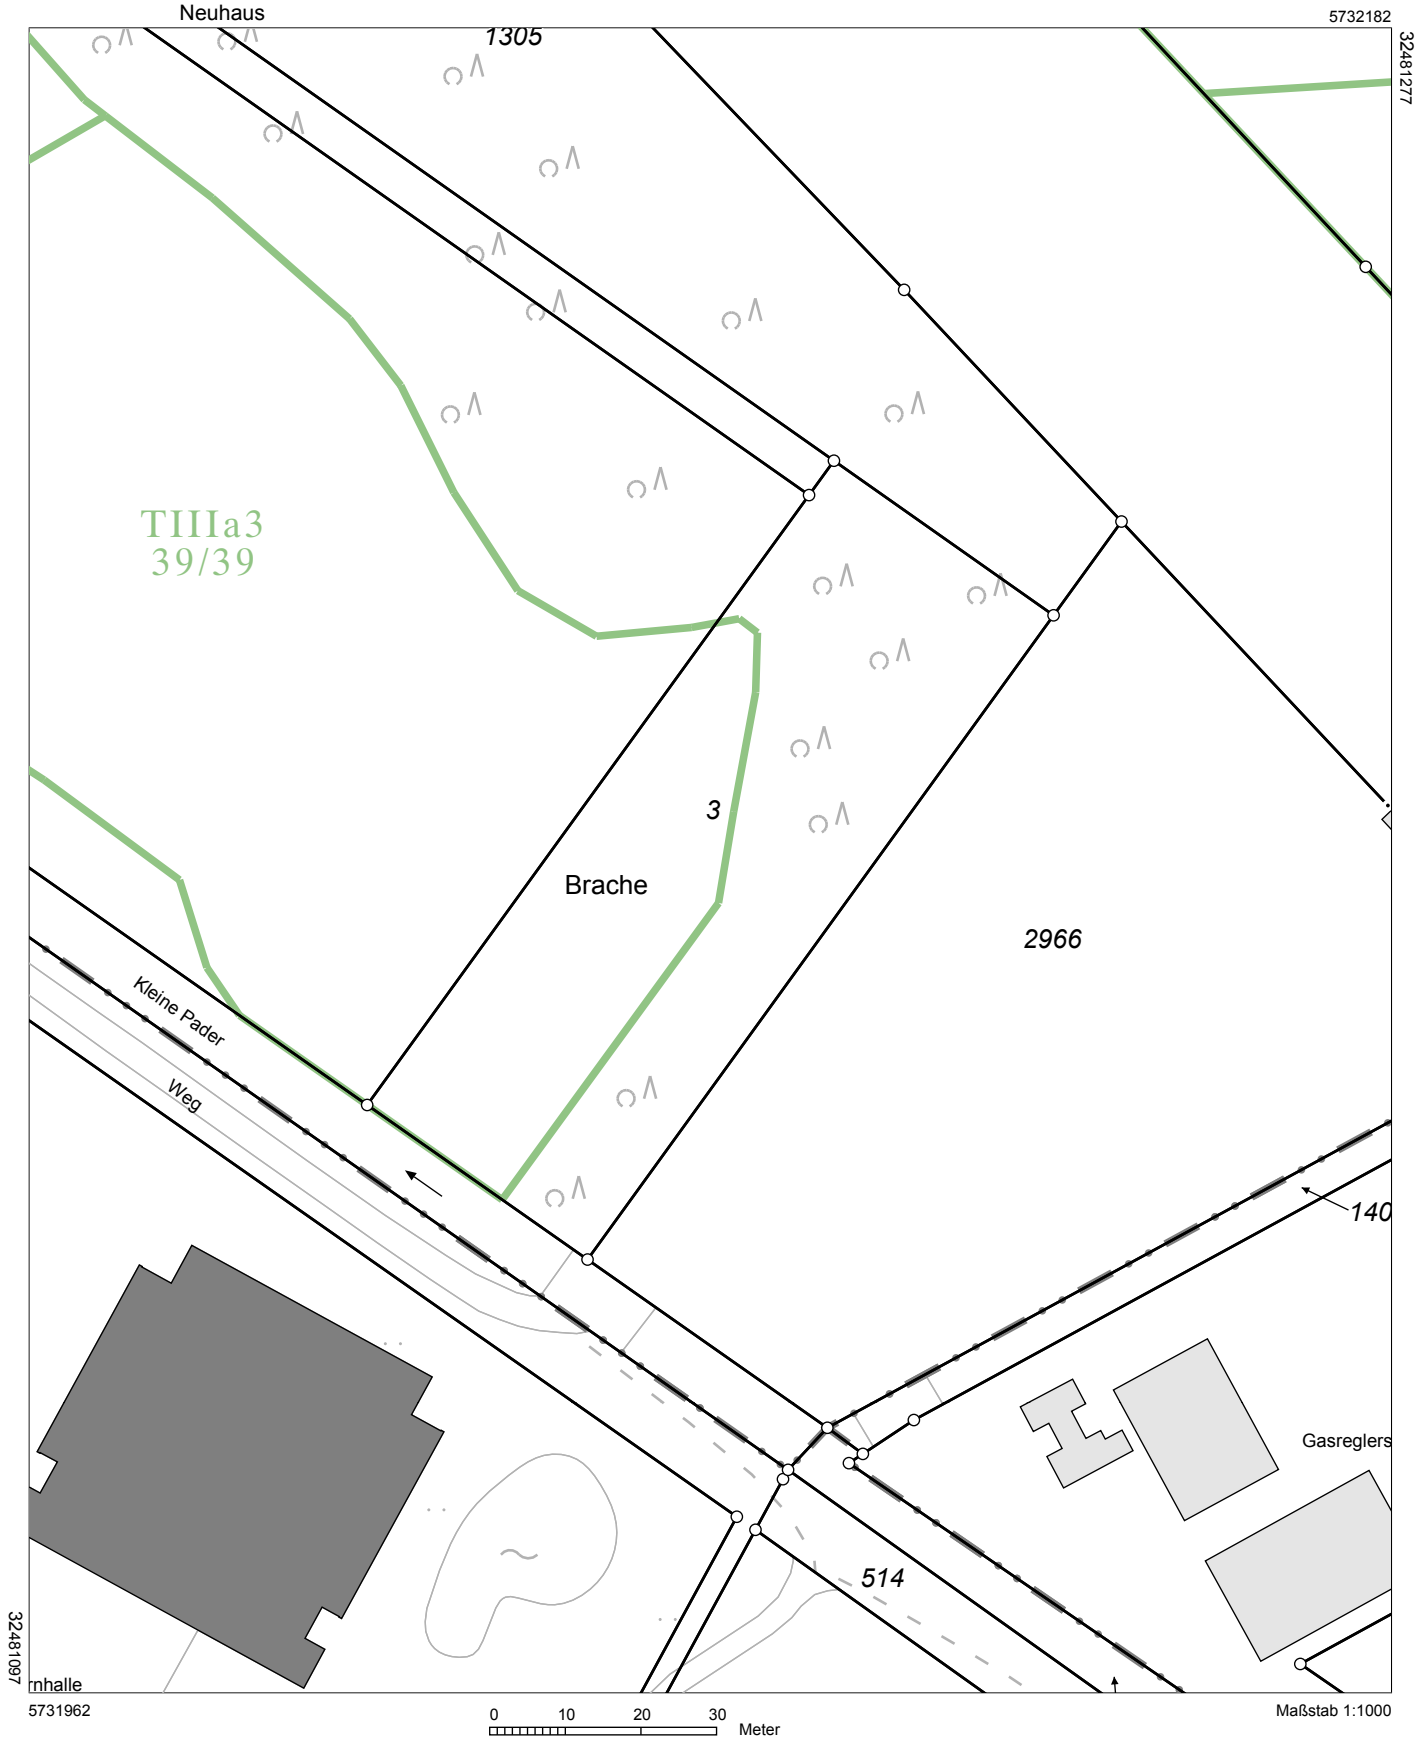 Neuhaus
5732182
32481277
1305
TIIIa3
39/39
3
Brache
2966
Kleine Pader
Weg
140
Gasreglers
514
32481097
rnhalle
5731962
0 10 20 30
Meter
Maßstab 1:1000